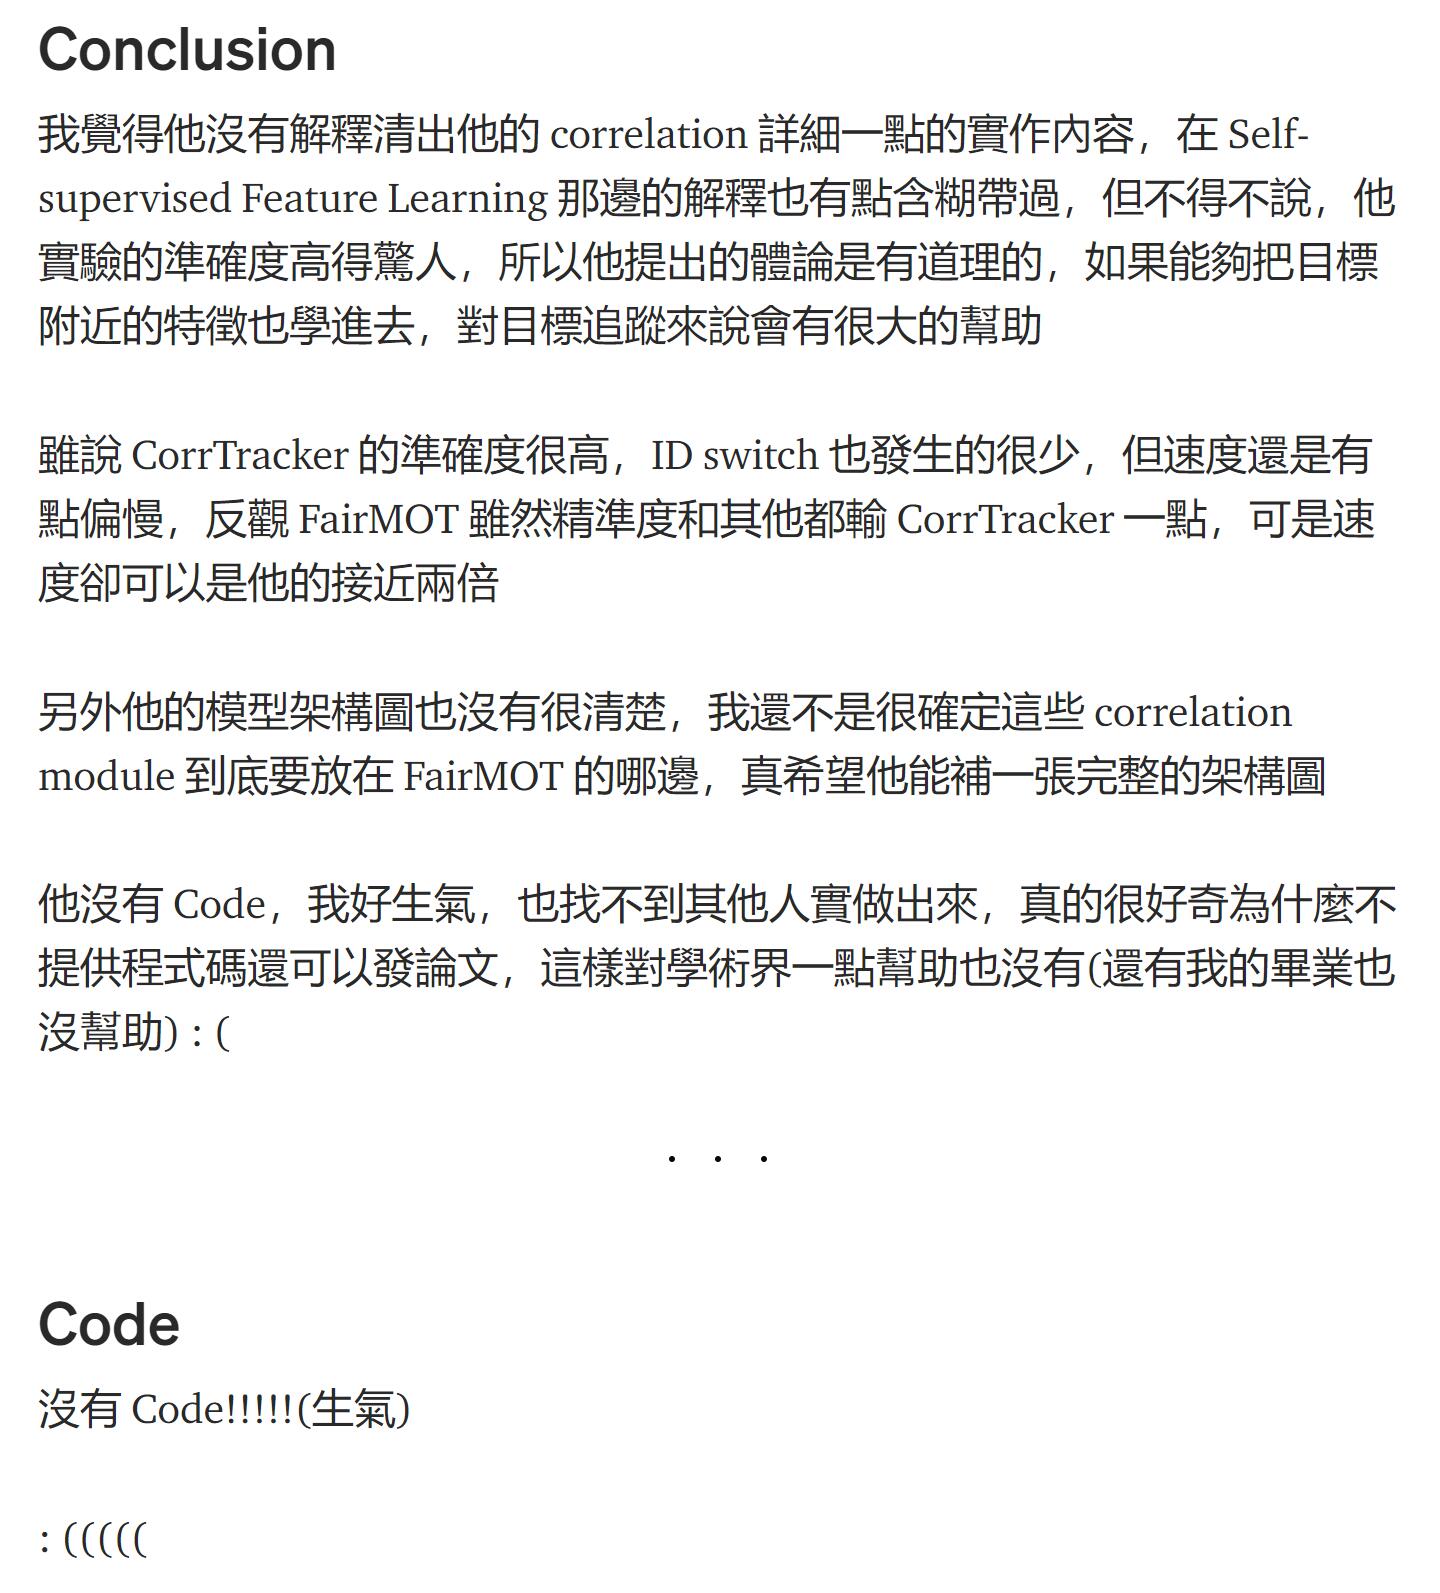 Conclusion
我覺得他沒有解釋清出他的 correlation 詳細一點的實作內容，在 Self-
supervised Feature Learning 那邊的解釋也有點含糊帶過，但不得不說，他
實驗的準確度高得驚人，所以他提出的體論是有道理的，如果能夠把目標
附近的特徵也學進去，對目標追蹤來說會有很大的幫助
雖說 CorrTracker 的準確度很高，ID switch 也發生的很少，但速度還是有
點偏慢，反觀 FairMOT 雖然精準度和其他都輸 CorrTracker 一點，可是速
度卻可以是他的接近兩倍
另外他的模型架構圖也沒有很清楚，我還不是很確定這些 correlation
module 到底要放在 FairMOT 的哪邊，真希望他能補一張完整的架構圖
他沒有 Code，我好生氣，也找不到其他人實做出來，真的很好奇為什麼不
提供程式碼還可以發論文，這樣對學術界一點幫助也沒有(還有我的畢業也
沒幫助) : (
. . .
Code
沒有 Code!!!!!(生氣)
: (((((